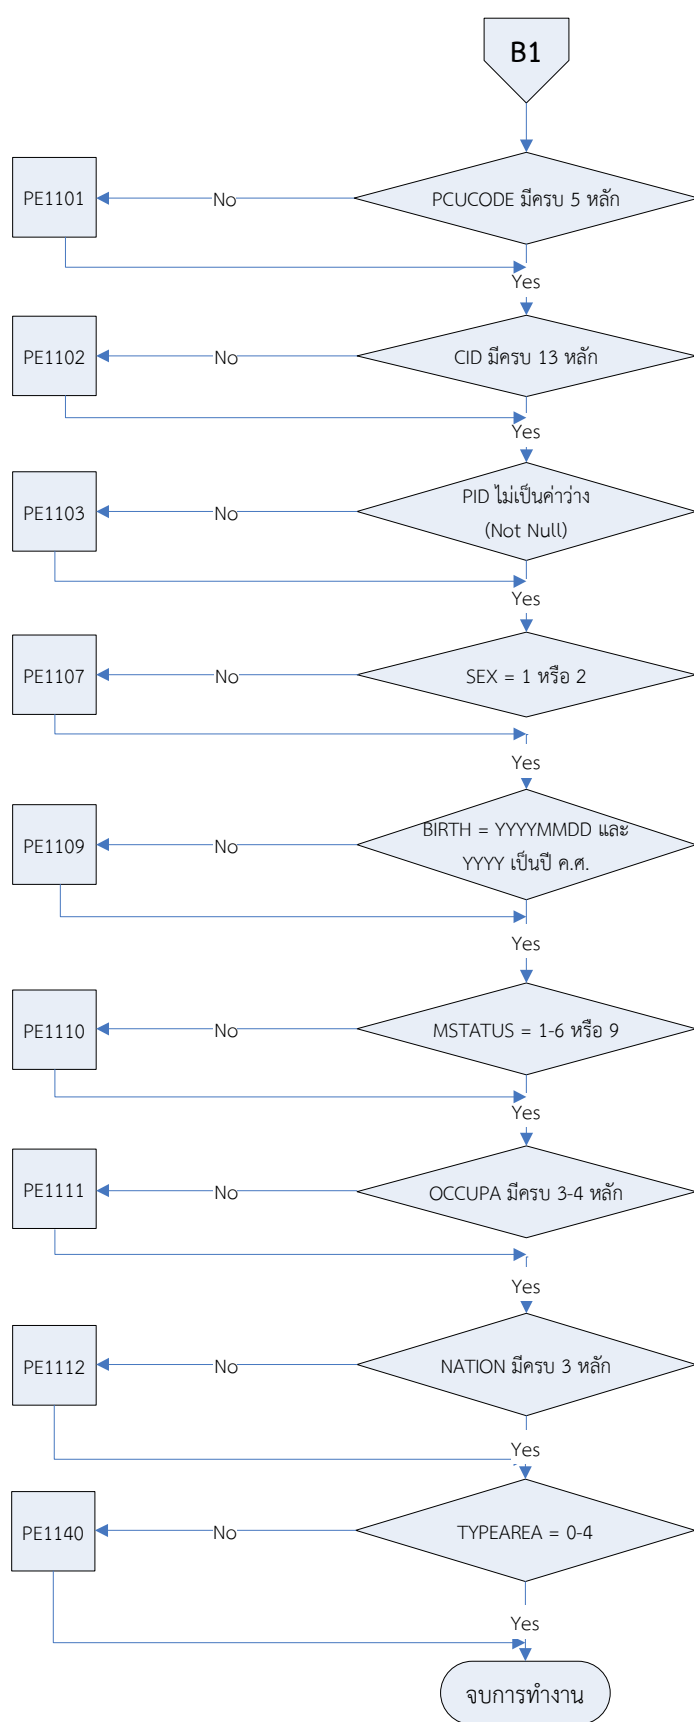 B1
PCUCODE มีครบ 5 หลัก
No
PE1101
Yes
CID มีครบ 13 หลัก
No
PE1102
Yes
PID ไม่เป็นค่าว่าง
(Not Null)
No
PE1103
Yes
SEX = 1 หรือ 2
No
PE1107
Yes
BIRTH = YYYYMMDD และ
YYYY เป็นปี ค.ศ.
No
PE1109
Yes
MSTATUS = 1-6 หรือ 9
No
PE1110
Yes
OCCUPA มีครบ 3-4 หลัก
No
PE1111
Yes
NATION มีครบ 3 หลัก
No
PE1112
Yes
TYPEAREA = 0-4
No
PE1140
Yes
จบการทำงาน